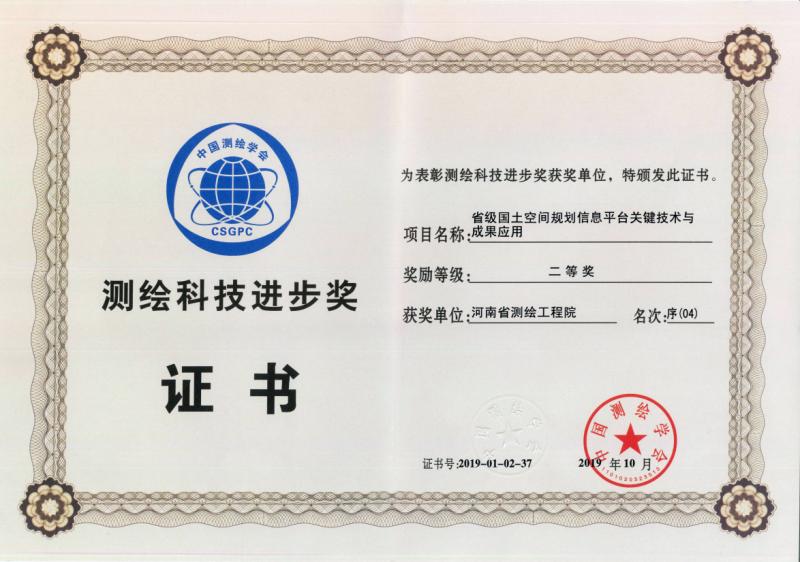 中国测绘学会
CSGPC
测绘科技进步奖
证书
为表彰测绘科技进步奖获奖单位，特颁发此证书。
省级国土空间规划信息平台关键技术与
项目名称：成果应用
奖励等级：二等奖
获奖单位：河南省测绘工程院 名次：序(04)
中国测绘学会
证书号：2019-01-02-37
2019 年 10 月